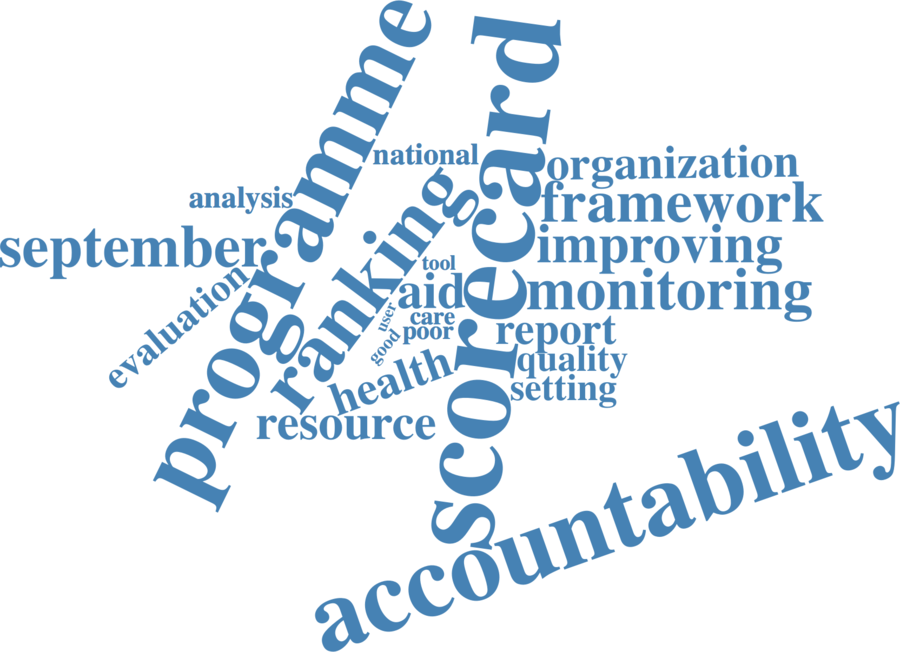 programme
scorecard
national
organization
analysis
ranking
framework
september
improving
tool
evaluation
aid
monitoring
user
care
report
good
poor
quality
health
setting
resource
accountability